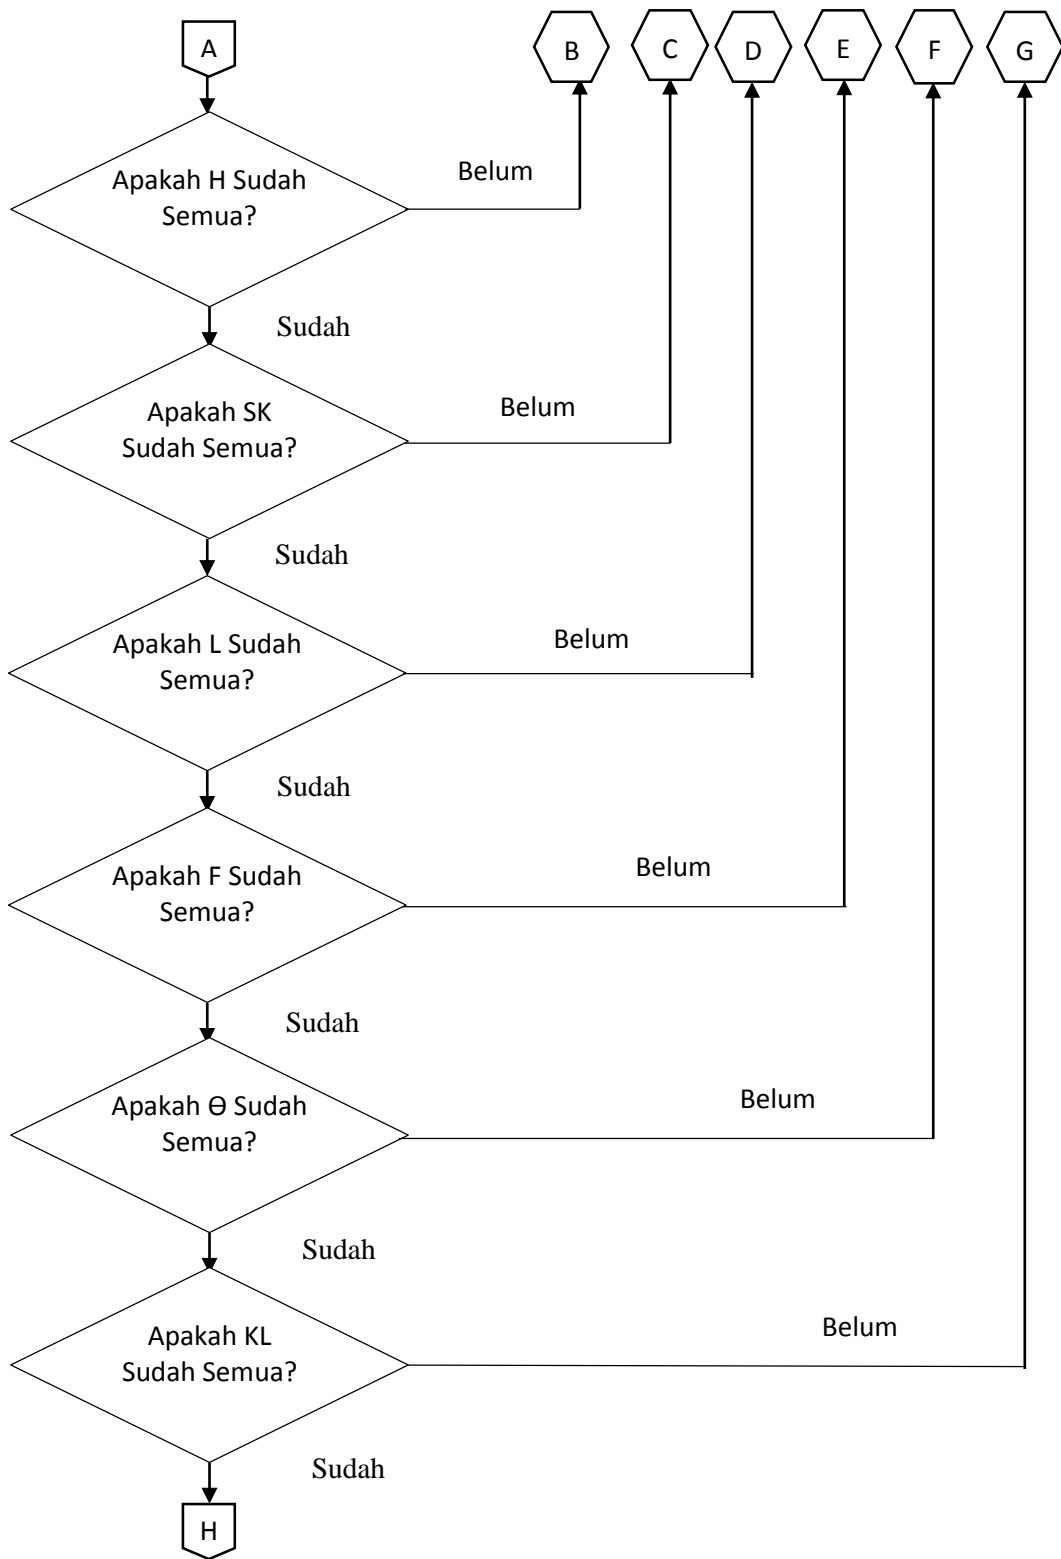 A
B
C
D
E
F
G
Apakah H Sudah
Semua?
Belum
Sudah
Apakah SK
Sudah Semua?
Belum
Sudah
Apakah L Sudah
Semua?
Belum
Sudah
Apakah F Sudah
Semua?
Belum
Sudah
Apakah Ө Sudah
Semua?
Belum
Sudah
Apakah KL
Sudah Semua?
Belum
Sudah
H